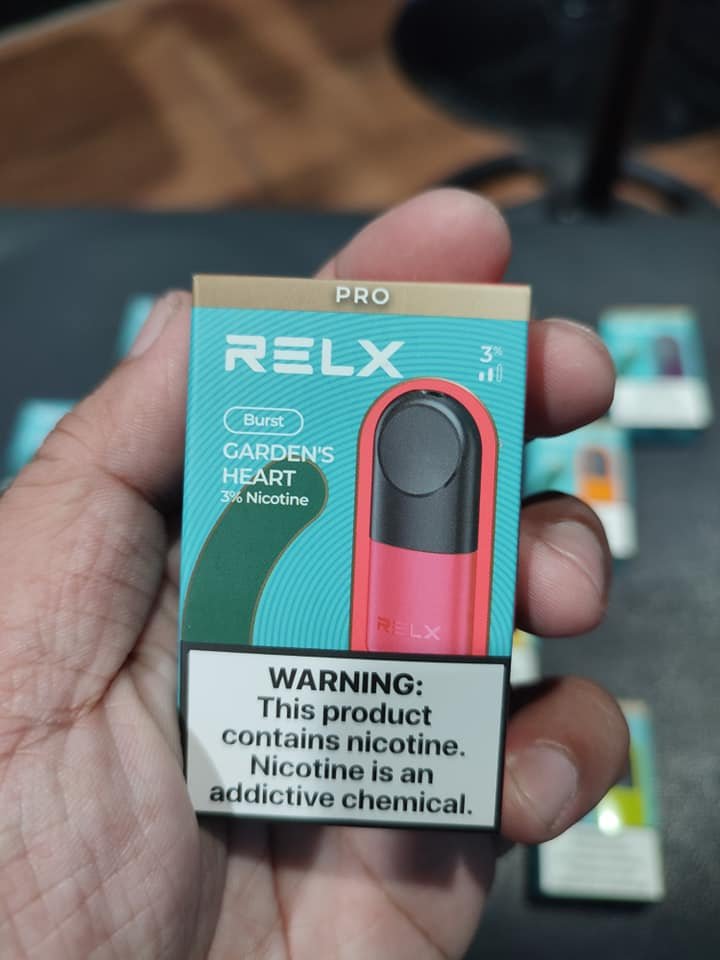 PRO
RELX
3%
Burst
GARDEN'S
HEART
3% Nicotine
RELX
WARNING:
This product
contains nicotine.
Nicotine is an
addictive chemical.